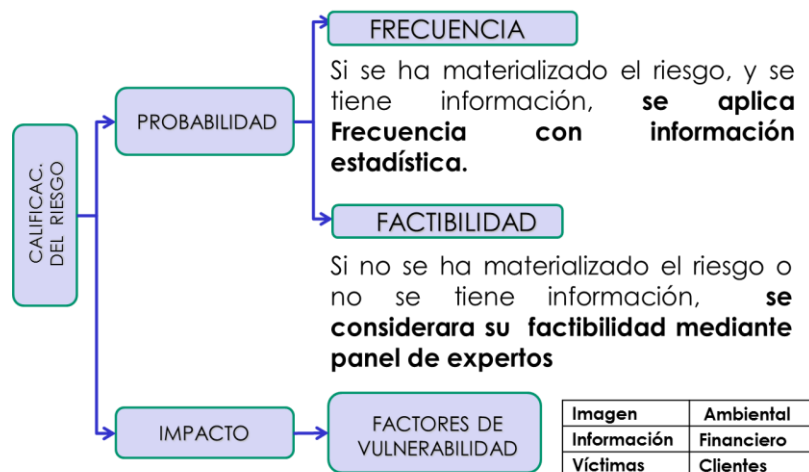 CALIFICAC.
DEL RIESGO
PROBABILIDAD
FRECUENCIA
Si se ha materializado el riesgo, y se
tiene información, se aplica
Frecuencia con información
estadística.
FACTIBILIDAD
Si no se ha materializado el riesgo o
no se tiene información, se
considerara su factibilidad mediante
panel de expertos
IMPACTO
FACTORES DE
VULNERABILIDAD
Imagen Ambiental
Información Financiero
Víctimas Clientes